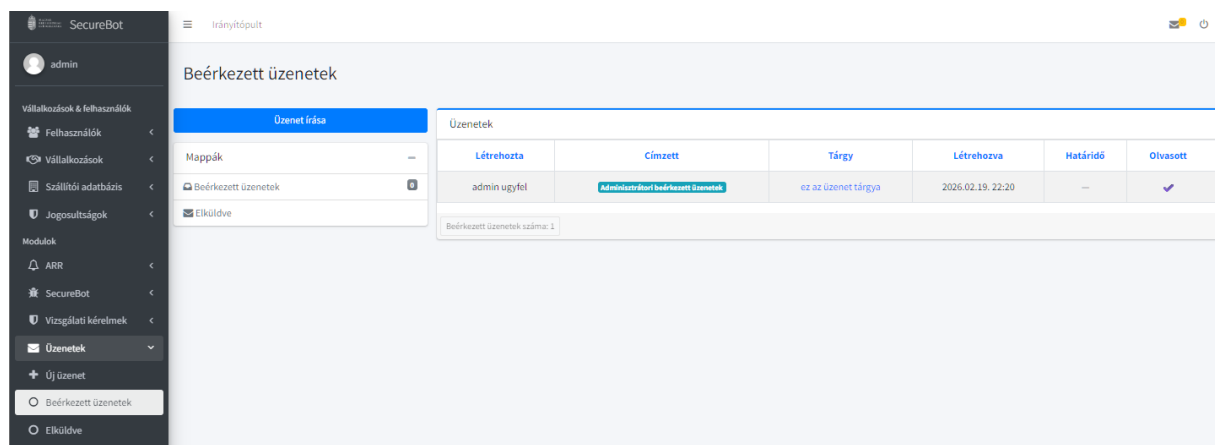 SecureBot
Irányítópult
admin
Vállalkozások & felhasználók
Felhasználók
Vállalkozások
Szállítói adatbázis
Jogosultságok
Modulok
ARR
SecureBot
Vizsgálati kérelmek
Üzenetek
Új üzenet
Beérkezett üzenetek
Elküldve
Beérkezett üzenetek
Üzenet írása
Mappák
Beérkezett üzenetek 0
Elküldve
Üzenetek
Létrehozta Címzett Tárgy Létrehozva Határidő Olvasott
admin ugyfel Adminisztrátori beérkezett üzenetek ez az üzenet tárgya 2026.02.19. 22:20 —
Beérkezett üzenetek száma: 1